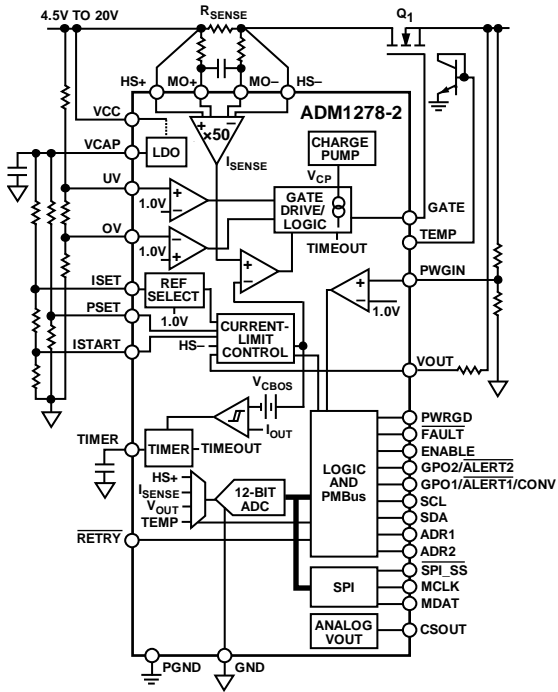 4.5V TO 20V
RSENSE
Q1
HS+
MO+
MO–
HS–
ADM1278-2
VCC
VCAP
LDO
+
–
×50
ISENSE
CHARGE
PUMP
VCP
UV
1.0V
+
–
GATE
DRIVE/
LOGIC
GATE
TIMEOUT
TEMP
OV
1.0V
–
+
+
–
ISET
REF
SELECT
1.0V
+
–
1.0V
PWGIN
PSET
ISTART
HS–
CURRENT-
LIMIT
CONTROL
VOUT
VCBOS
IOUT
TIMER
TIMER
TIMEOUT
HS+
ISENSE
VOUT
TEMP
12-BIT
ADC
LOGIC
AND
PMBus
RETRY
PWRGD
FAULT
ENABLE
GPO2/ALERT2
GPO1/ALERT1/CONV
SCL
SDA
ADR1
ADR2
SPI_SS
SPI
MCLK
MDAT
ANALOG
VOUT
CSOUT
PGND
GND